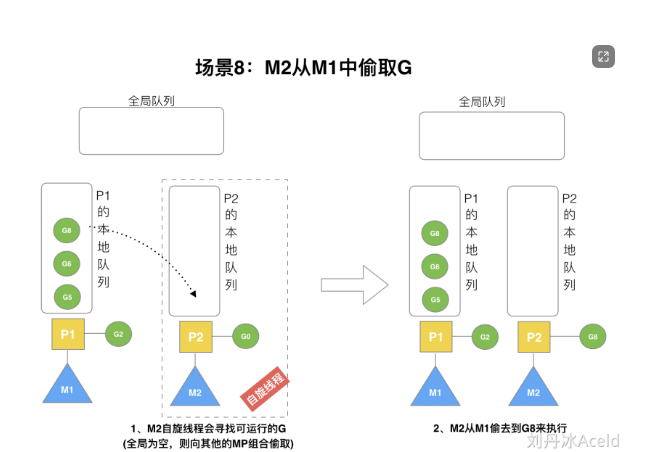 场景8：M2从M1中偷取G
全局队列
全局队列
P1的本地队列
G8
G6
G5
P1
G2
M1
P2的本地队列
P2
G0
M2
自旋线程
1、M2自旋线程会寻找可运行的G
(全局为空，则向其他的MP组合偷取)
P1的本地队列
G8
G6
G5
P1
G2
M1
P2的本地队列
P2
G8
M2
2、M2从M1偷去到G8来执行
刘丹冰Aceld